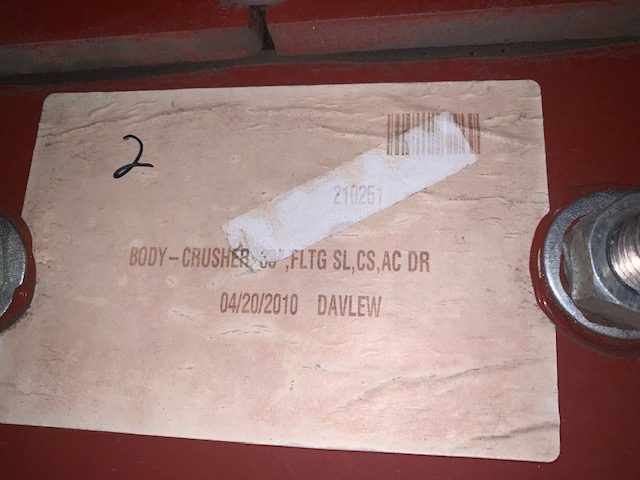 2
210251
BODY-CRUSHER ,FLTG SL,CS,AC DR
04/20/2010 DAVLEW